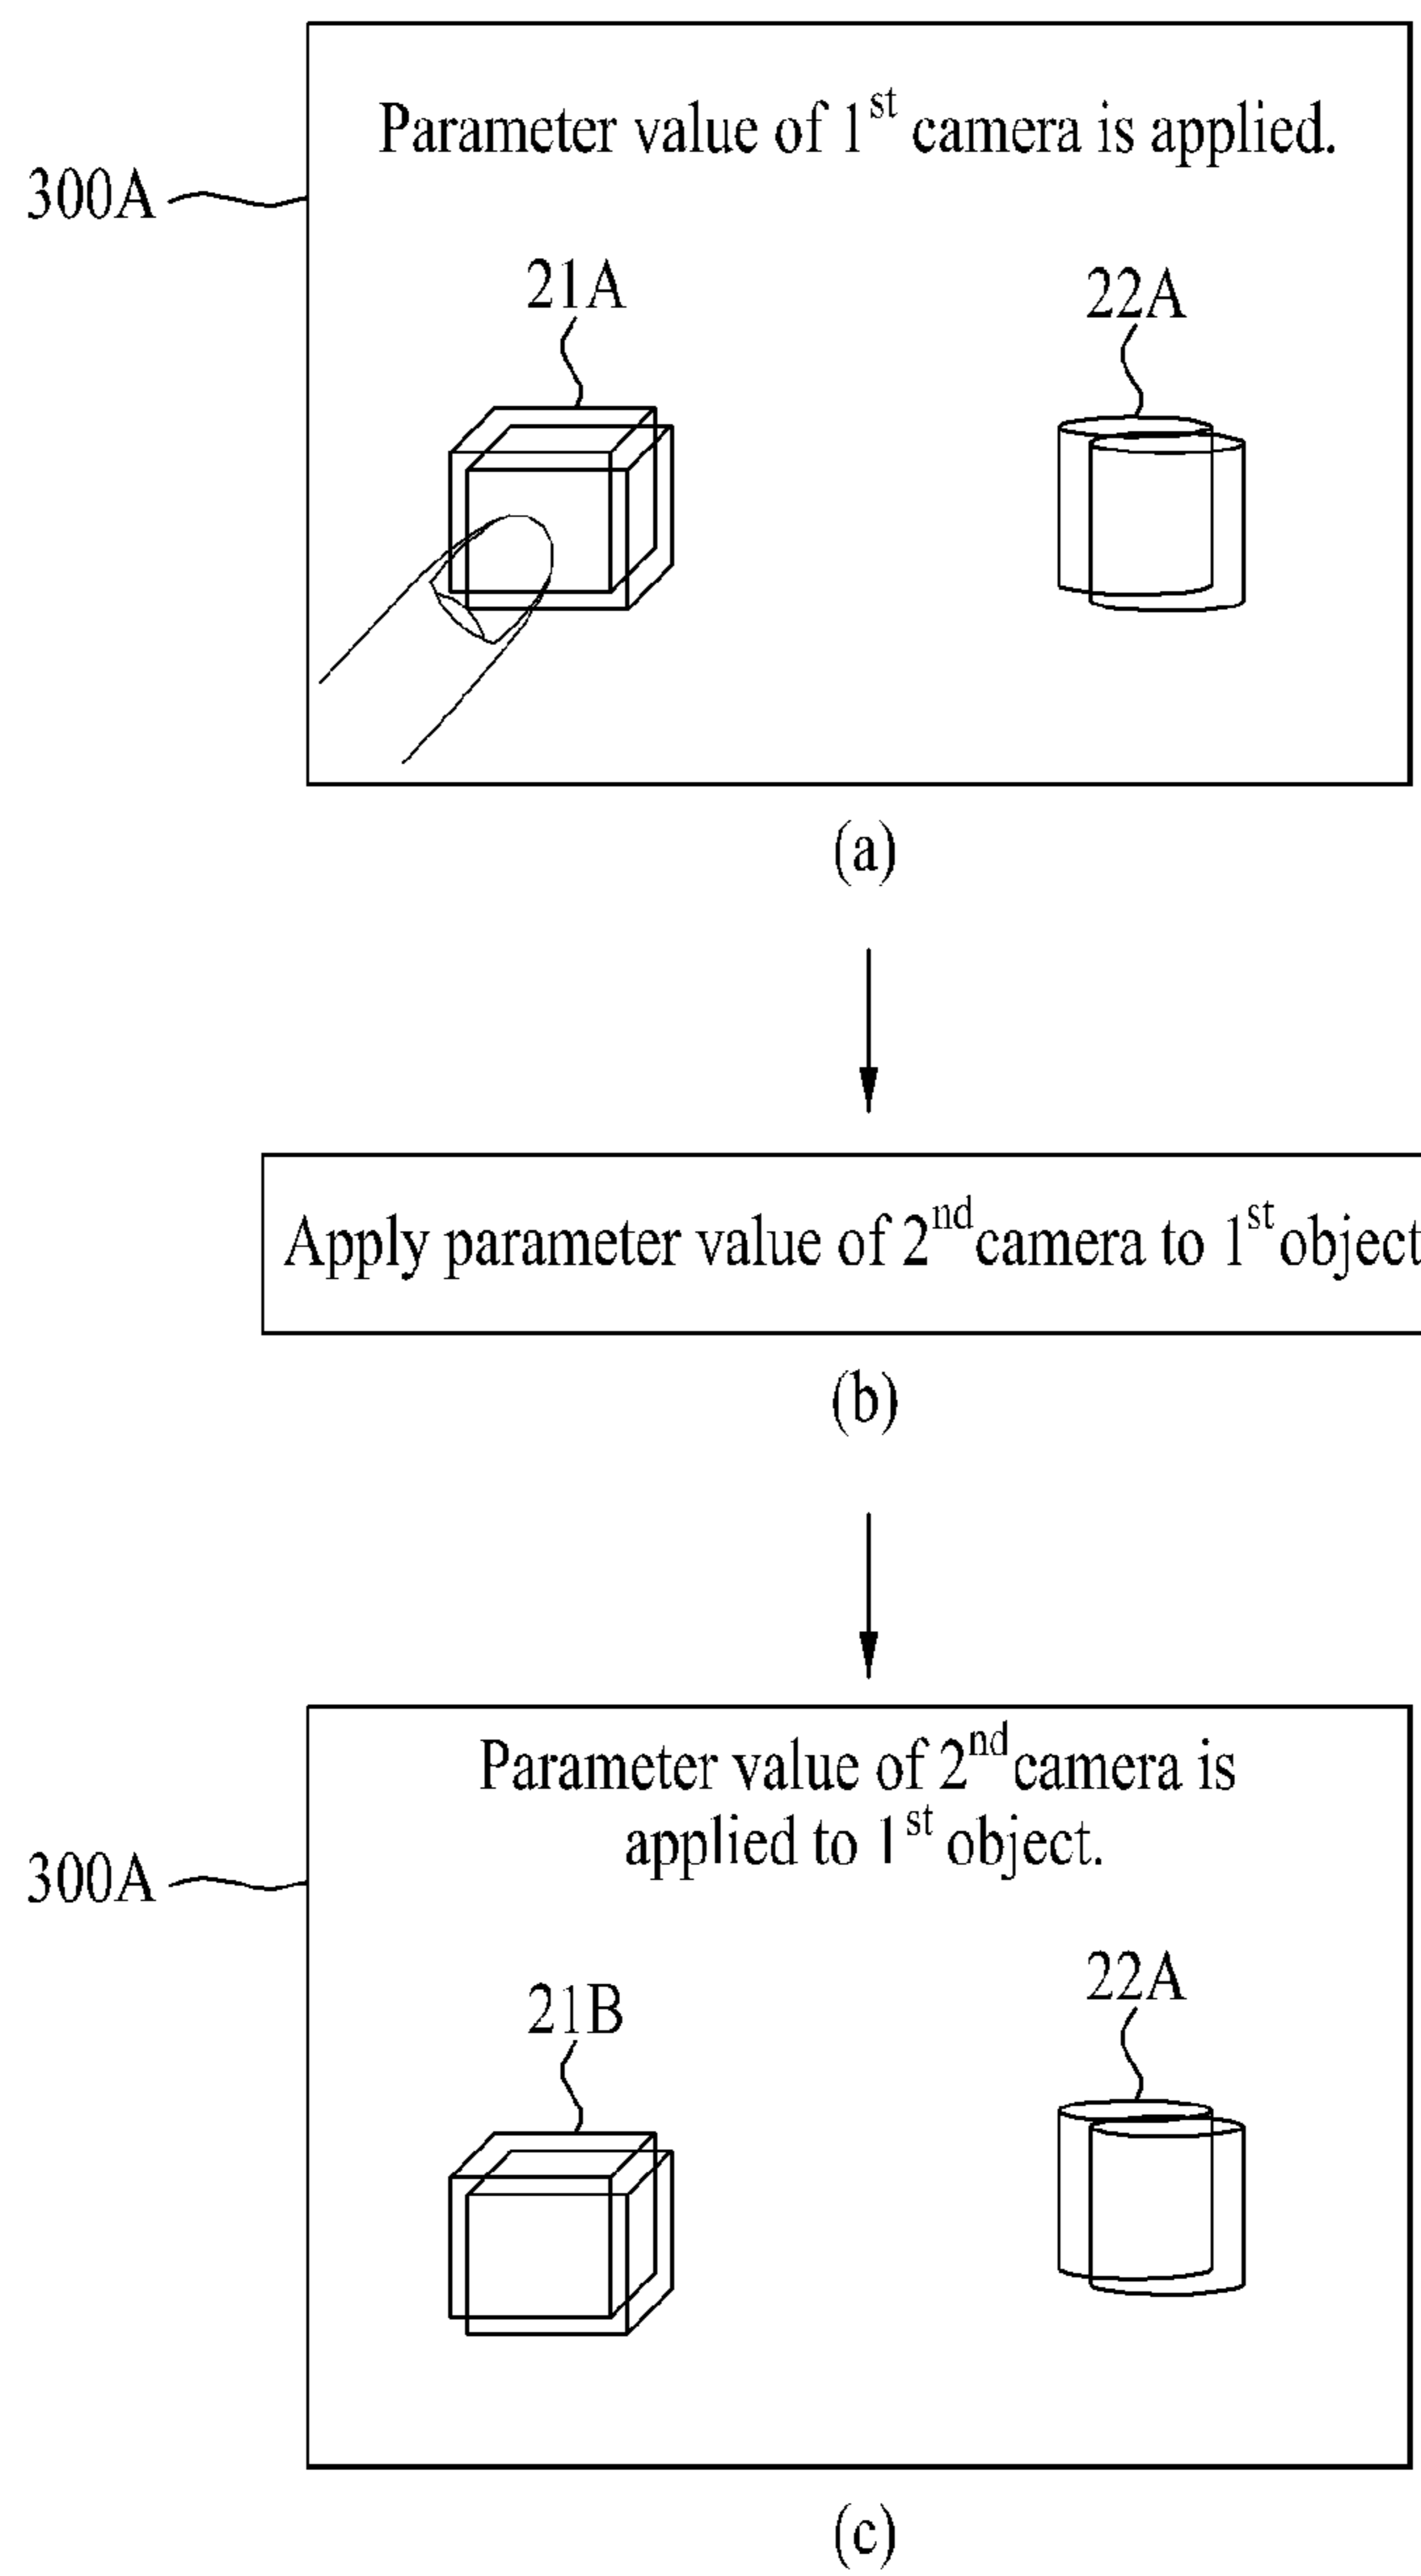 Parameter value of 1st camera is applied.
300A
21A
22A
(a)
Apply parameter value of 2nd camera to 1st object
(b)
Parameter value of 2nd camera is
applied to 1st object.
300A
21B
22A
(c)